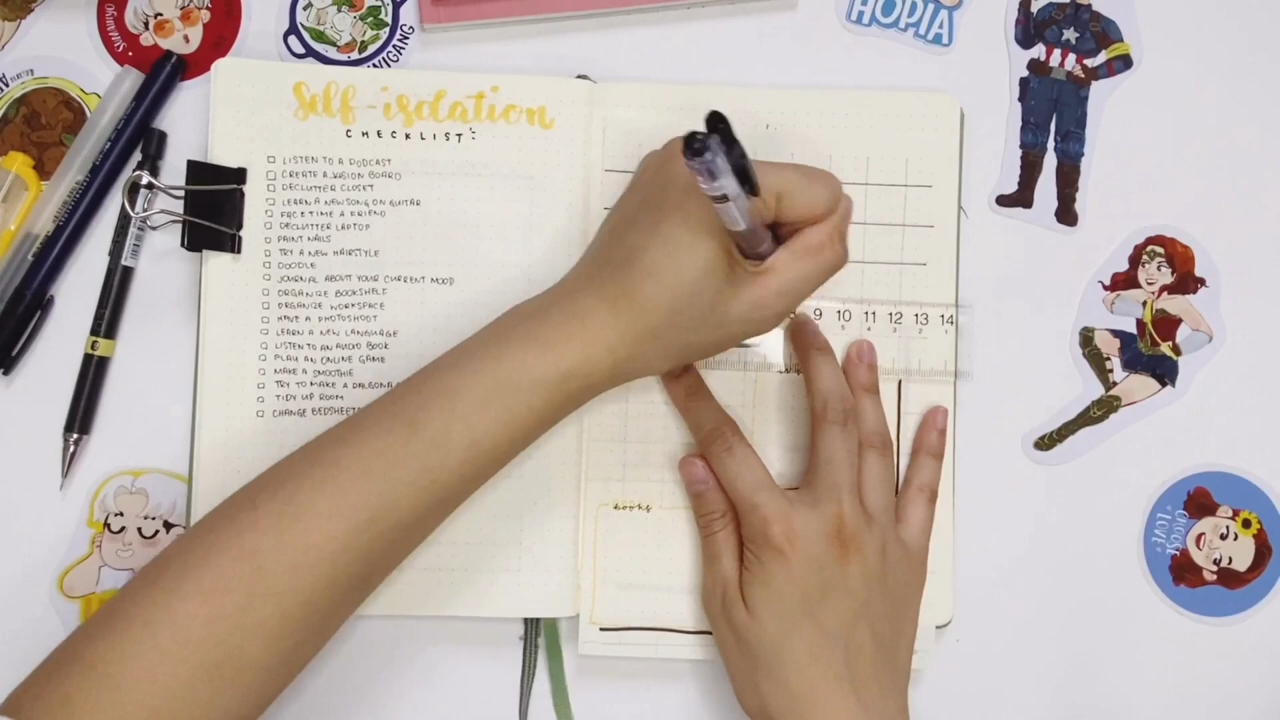 HOPIA
Self-isolation
CHECKLIST
LISTEN TO A PODCAST
CREATE A VISION BOARD
DECLUTTER CLOSET
LEARN A NEW SONG ON GUITAR
FACETIME A FRIEND
DECLUTTER LAPTOP
PAINT NAILS
TRY A NEW HAIRSTYLE
DOODLE
JOURNAL ABOUT YOUR CURRENT MOOD
ORGANIZE BOOKSHELF
ORGANIZE WORKSPACE
HAVE A PHOTOSHOOT
LEARN A NEW LANGUAGE
LISTEN TO AN AUDIO BOOK
PLAY AN ONLINE GAME
MAKE A SMOOTHIE
TRY TO MAKE A DALGONA
TIDY UP ROOM
CHANGE BEDSHEETS
9 10 11 12 13 14
books
CHOOSE
LOVE